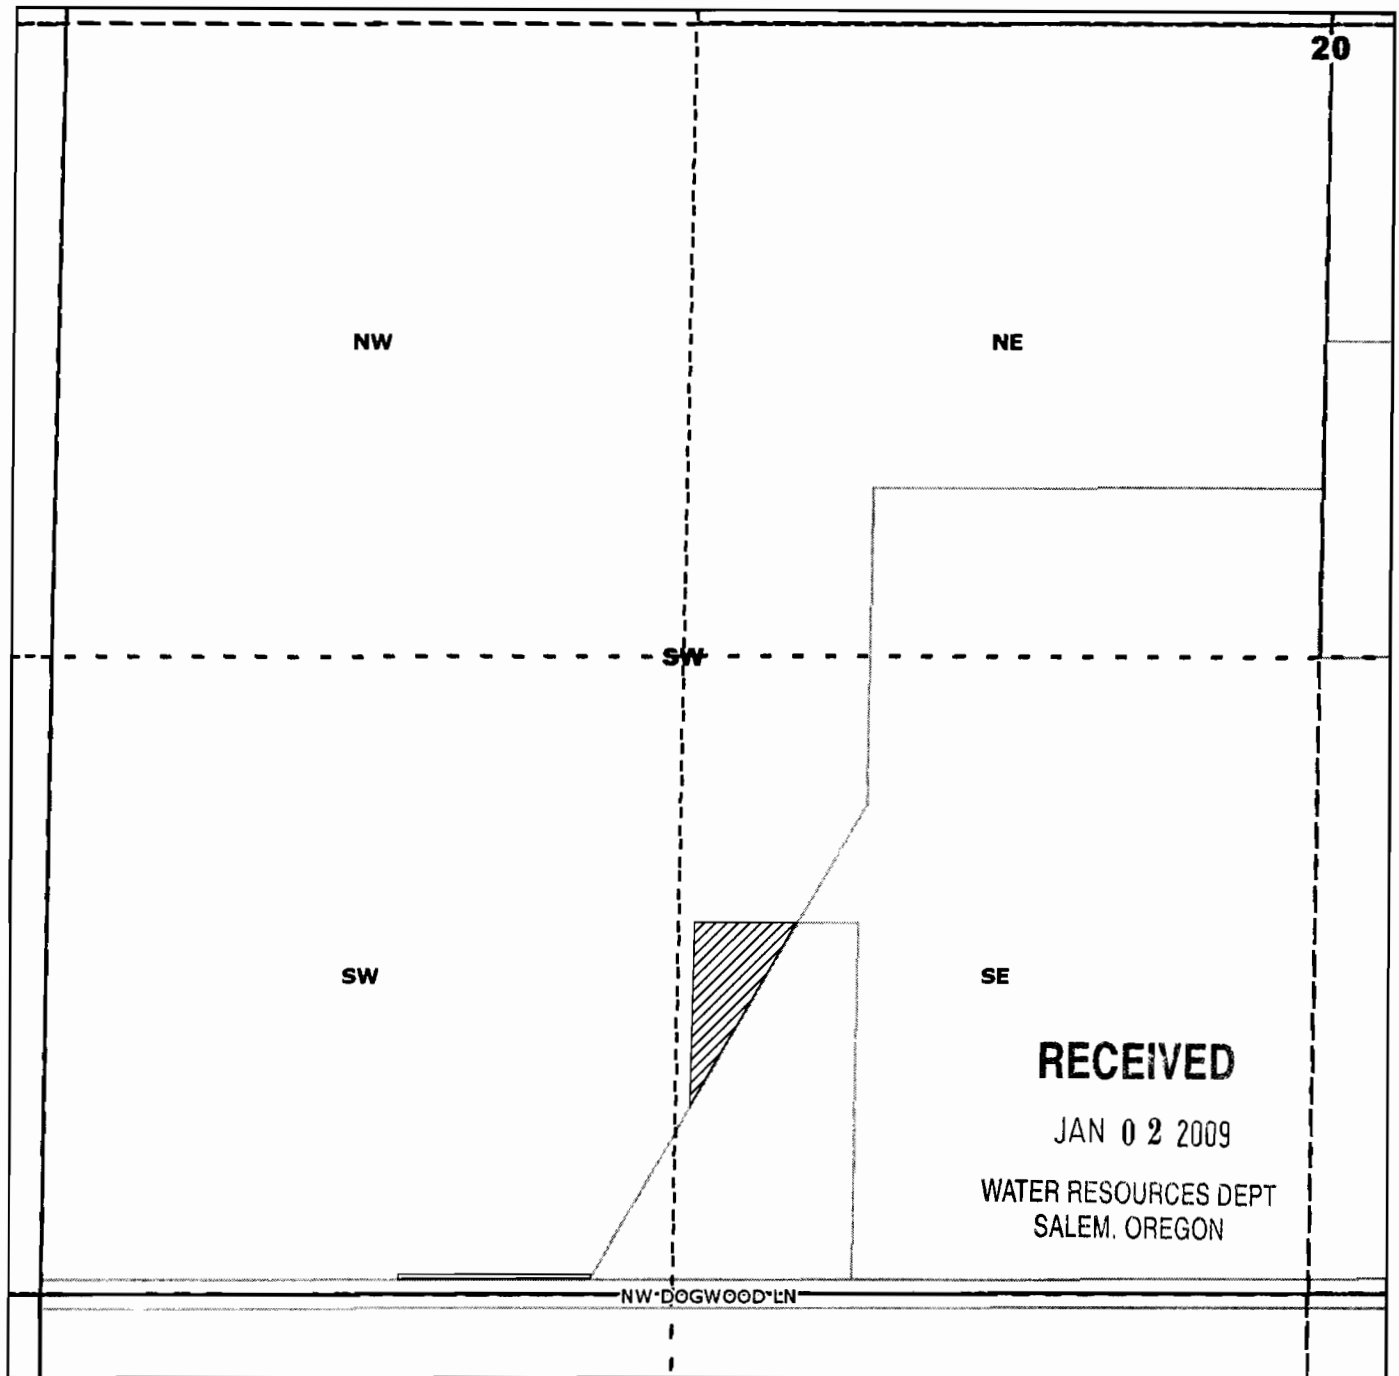 20
NW
NE
SW
SW
SE
RECEIVED
JAN 02 2009
WATER RESOURCES DEPT
SALEM, OREGON
NW DOGWOOD LN